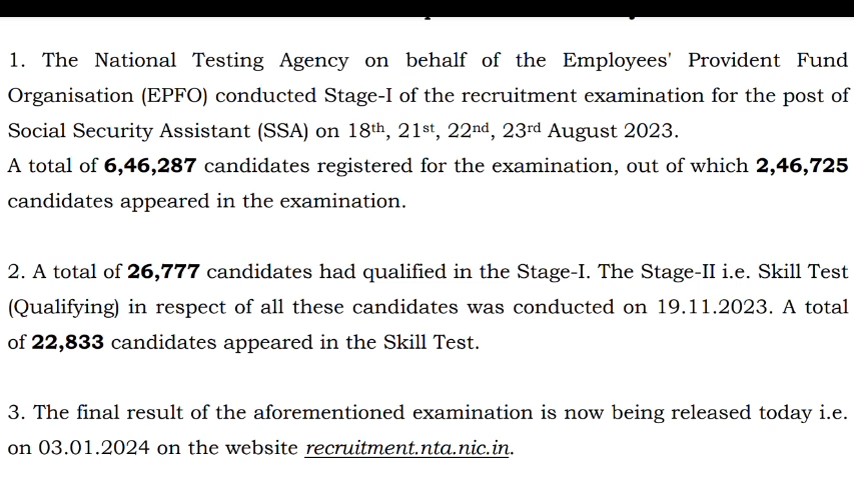 1. The National Testing Agency on behalf of the Employees' Provident Fund
Organisation (EPFO) conducted Stage-I of the recruitment examination for the post of
Social Security Assistant (SSA) on 18th, 21st, 22nd, 23rd August 2023.
A total of 6,46,287 candidates registered for the examination, out of which 2,46,725
candidates appeared in the examination.
2. A total of 26,777 candidates had qualified in the Stage-I. The Stage-II i.e. Skill Test
(Qualifying) in respect of all these candidates was conducted on 19.11.2023. A total
of 22,833 candidates appeared in the Skill Test.
3. The final result of the aforementioned examination is now being released today i.e.
on 03.01.2024 on the website recruitment.nta.nic.in.